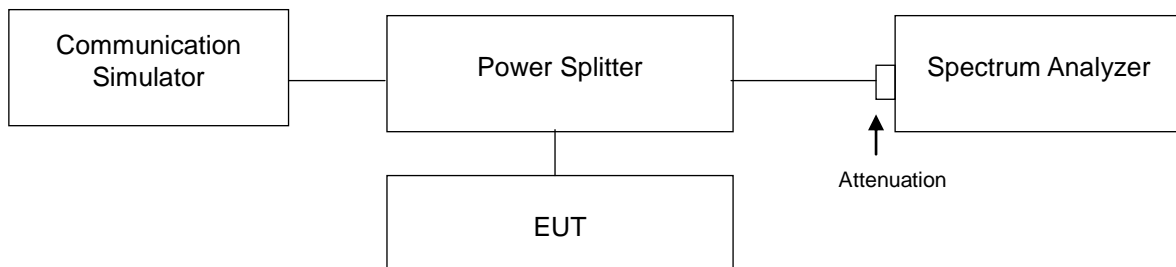 Communication
Simulator
Power Splitter
Spectrum Analyzer
Attenuation
EUT